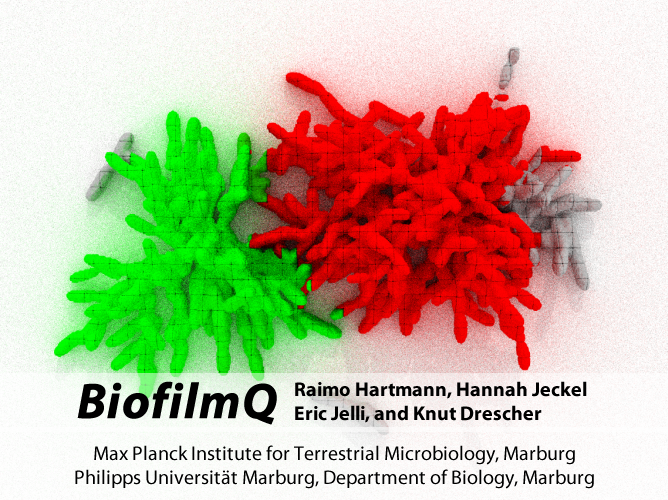 BiofilmQ
Raimo Hartmann, Hannah Jeckel
Eric Jelli, and Knut Drescher
Max Planck Institute for Terrestrial Microbiology, Marburg
Philipps Universität Marburg, Department of Biology, Marburg